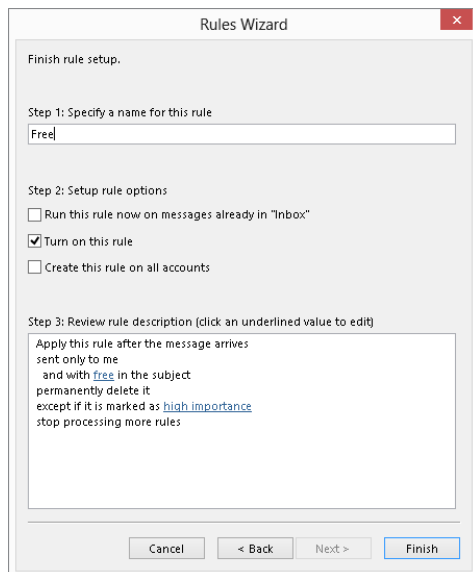 Rules Wizard
Finish rule setup.
Step 1: Specify a name for this rule
Free
Step 2: Setup rule options
Run this rule now on messages already in "Inbox"
Turn on this rule
Create this rule on all accounts
Step 3: Review rule description (click an underlined value to edit)
Apply this rule after the message arrives
sent only to me
and with free in the subject
permanently delete it
except if it is marked as high importance
stop processing more rules
Cancel < Back Next > Finish